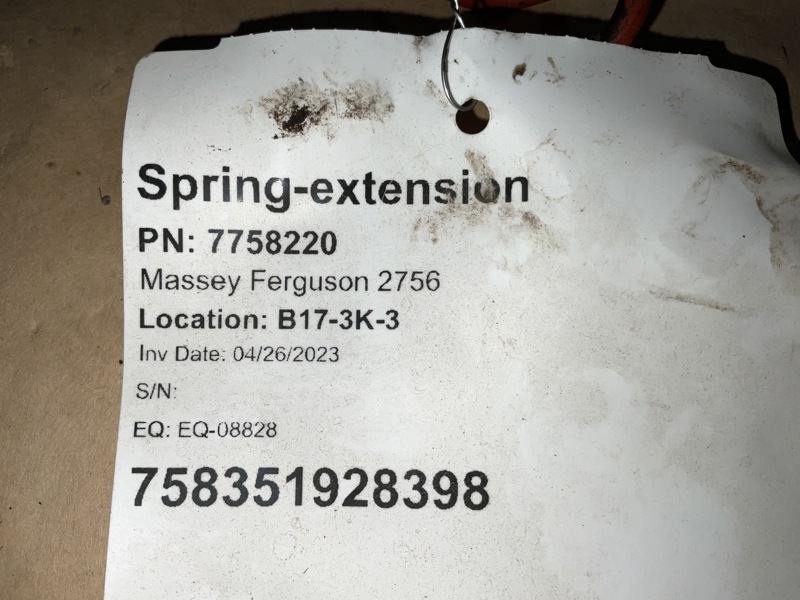 Spring-extension
PN: 7758220
Massey Ferguson 2756
Location: B17-3K-3
Inv Date: 04/26/2023
S/N:
EQ: EQ-08828
758351928398